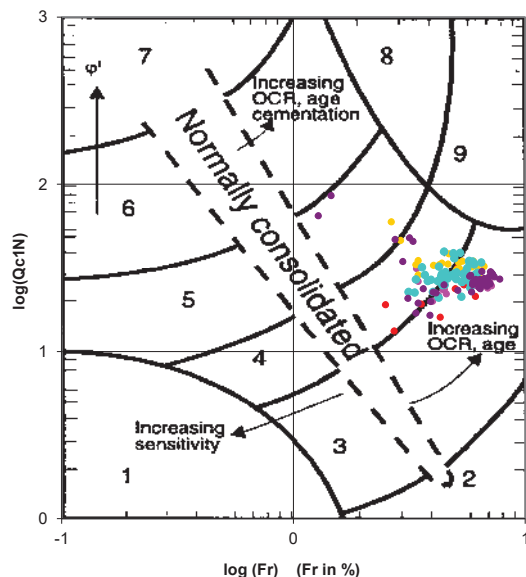 3
7
8
φ'
Increasing
OCR, age
cementation
9
2
6
Normally consolidated
5
Increasing
OCR, age
1
4
Increasing
sensitivity
3
2
1
0
-1
0
1
log (Fr) (Fr in %)
log(Qc1N)